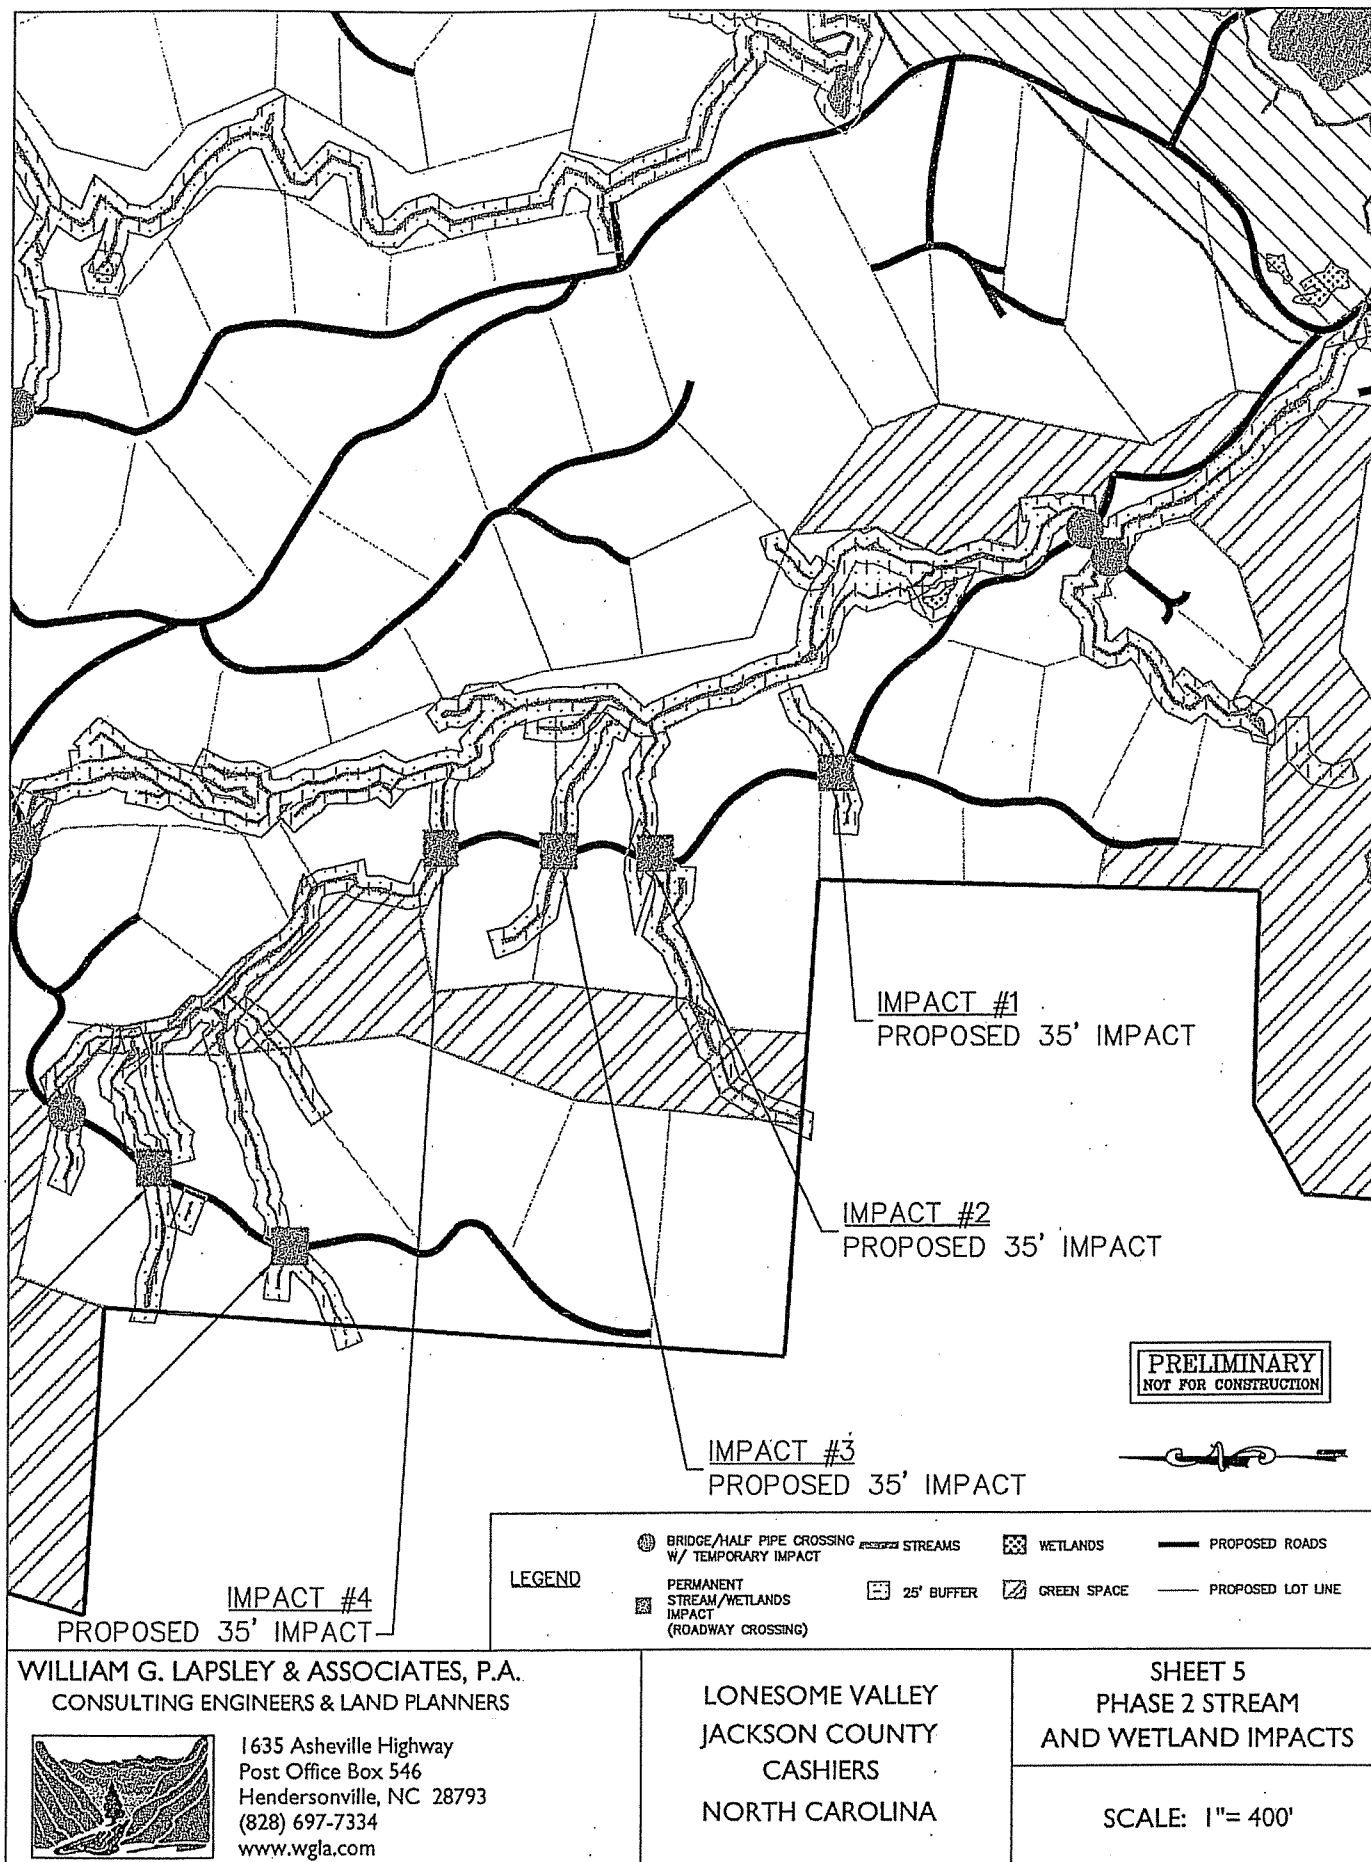 IMPACT #1
PROPOSED 35' IMPACT
IMPACT #2
PROPOSED 35' IMPACT
PRELIMINARY
NOT FOR CONSTRUCTION
IMPACT #3
PROPOSED 35' IMPACT
IMPACT #4
PROPOSED 35' IMPACT
LEGEND
BRIDGE/HALF PIPE CROSSING
W/ TEMPORARY IMPACT
PERMANENT
STREAM/WETLANDS
IMPACT
(ROADWAY CROSSING)
STREAMS
25' BUFFER
WETLANDS
GREEN SPACE
PROPOSED ROADS
PROPOSED LOT LINE
WILLIAM G. LAPSLEY & ASSOCIATES, P.A.
CONSULTING ENGINEERS & LAND PLANNERS
1635 Asheville Highway
Post Office Box 546
Hendersonville, NC 28793
(828) 697-7334
www.wgla.com
LONESOME VALLEY
JACKSON COUNTY
CASHIERS
NORTH CAROLINA
SHEET 5
PHASE 2 STREAM
AND WETLAND IMPACTS
SCALE: 1"= 400'